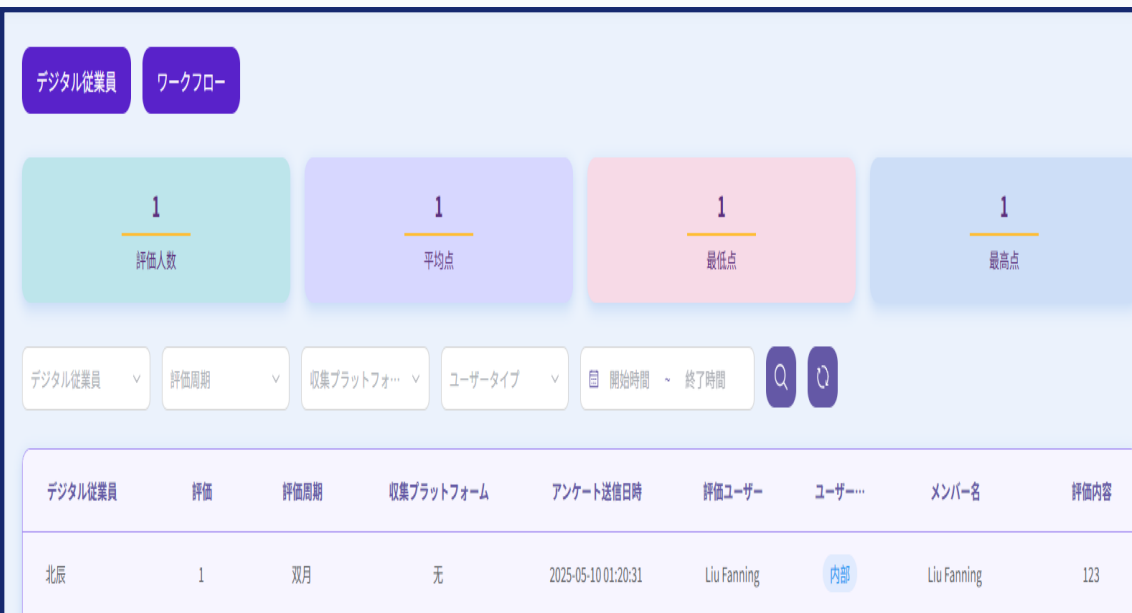 デジタル従業員 ワークフロー
1 1 1 1
評価人数 平均点 最低点 最高点
デジタル従業員 評価周期 収集プラットフォ… ユーザータイプ 開始時間 ~ 終了時間
デジタル従業員 評価 評価周期 収集プラットフォーム アンケート送信日時 評価ユーザー ユーザー… メンバー名 評価内容
北辰 1 双月 无 2025-05-10 01:20:31 Liu Fanning 内部 Liu Fanning 123